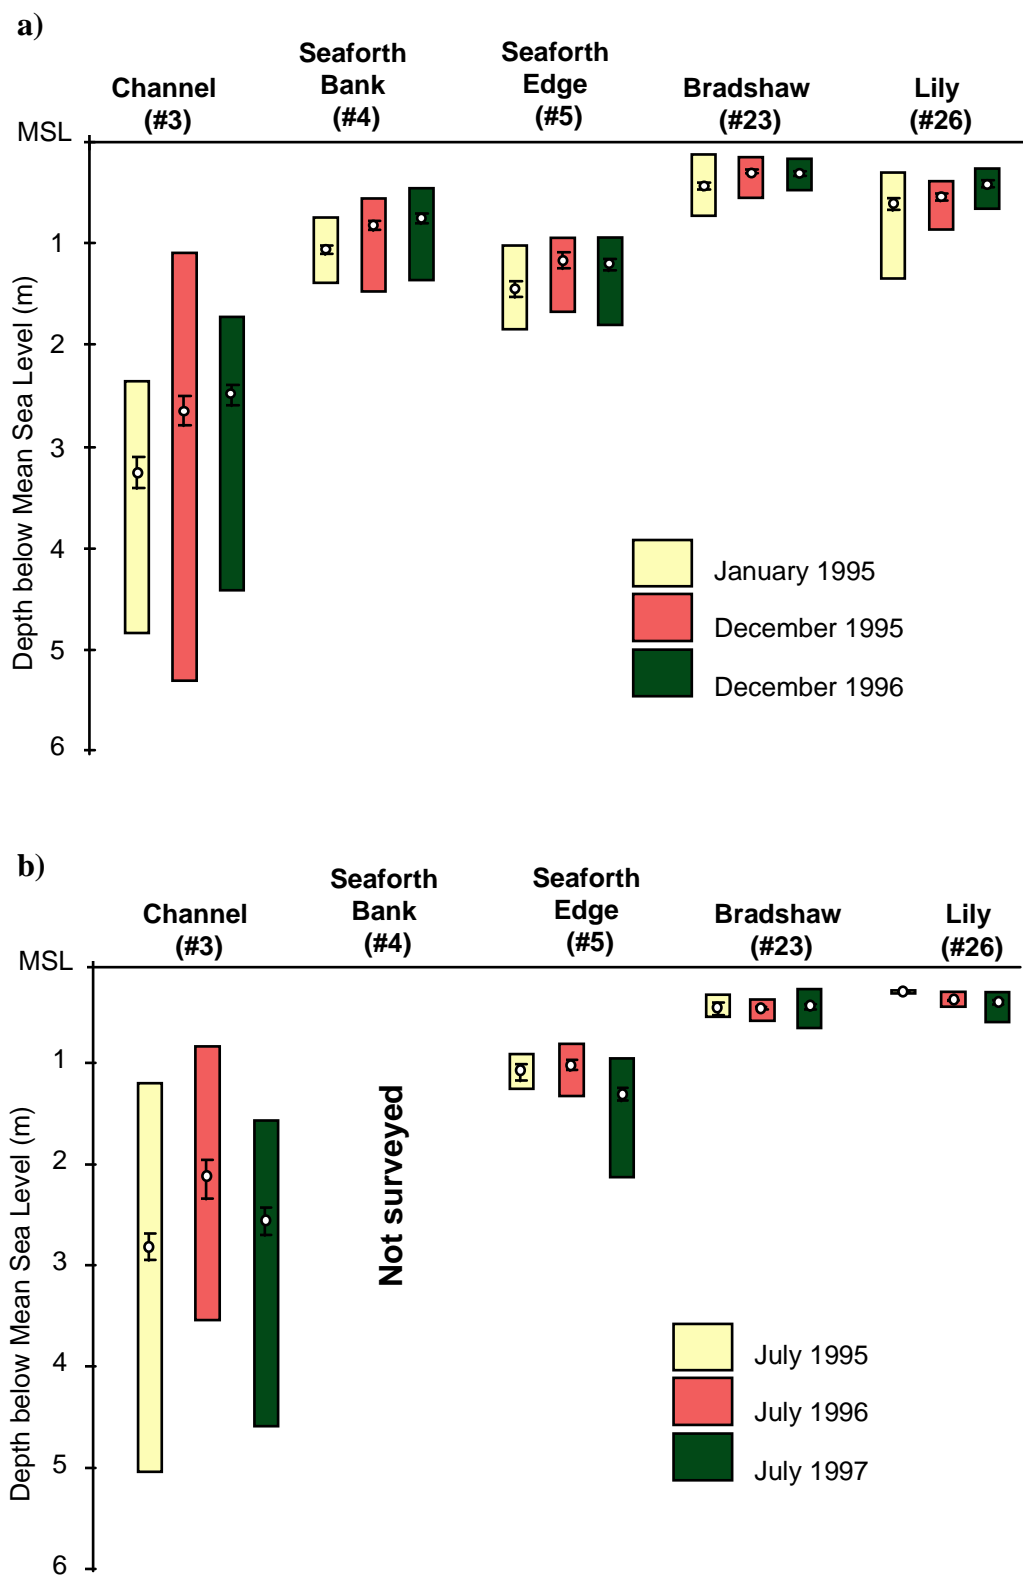 a)
Seaforth
Bank
(#4)
Seaforth
Edge
(#5)
Channel
(#3)
Bradshaw
(#23)
Lily
(#26)
MSL
1
2
3
4
5
6
Depth below Mean Sea Level (m)
January 1995
December 1995
December 1996
b)
Seaforth
Bank
(#4)
Seaforth
Edge
(#5)
Channel
(#3)
Bradshaw
(#23)
Lily
(#26)
MSL
1
2
3
4
5
6
Depth below Mean Sea Level (m)
Not surveyed
July 1995
July 1996
July 1997